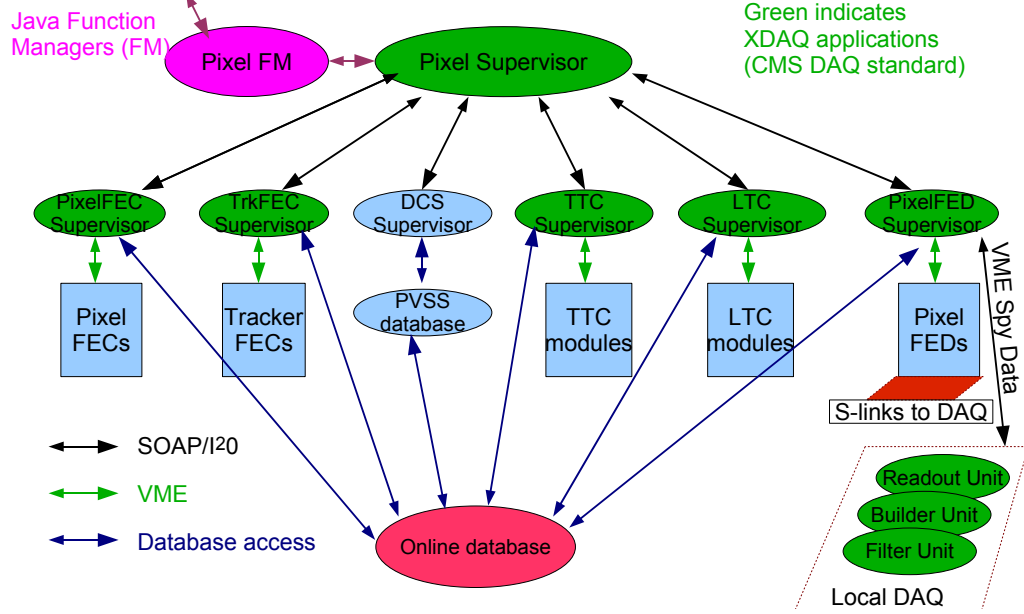 Java Function
Managers (FM)
Pixel FM
Pixel Supervisor
Green indicates
XDAQ applications
(CMS DAQ standard)
PixelFEC
Supervisor
TrkFEC
Supervisor
DCS
Supervisor
TTC
Supervisor
LTC
Supervisor
PixelFED
Supervisor
Pixel
FECs
Tracker
FECs
PVSS
database
TTC
modules
LTC
modules
Pixel
FEDs
VME Spy Data
S-links to DAQ
SOAP/I20
VME
Database access
Online database
Readout Unit
Builder Unit
Filter Unit
Local DAQ